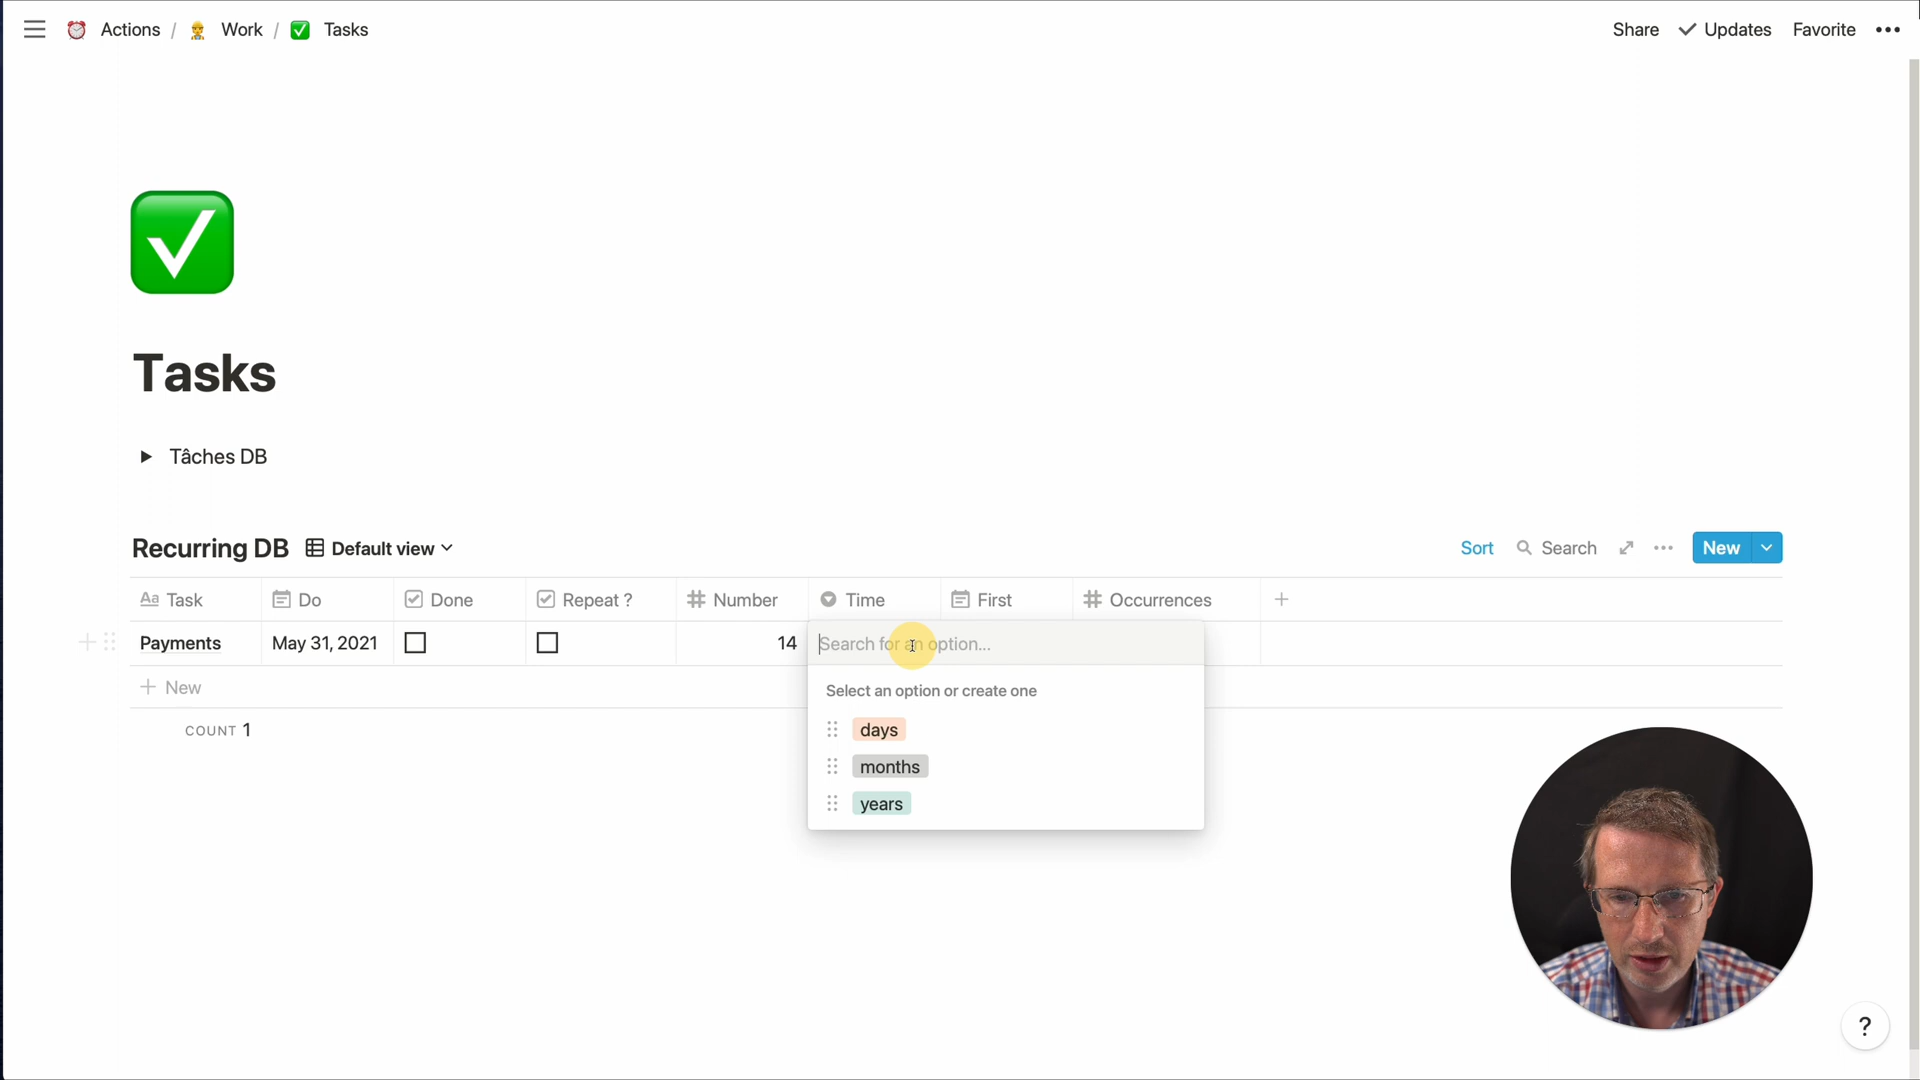 Actions / Work / Tasks
Share Updates Favorite
Tasks
Tâches DB
Recurring DB Default view Sort Search New
Aa Task Do Done Repeat ? Number Time First Occurrences +
Payments May 31, 2021 14 Search for an option...
+ New
Select an option or create one
COUNT 1
days
months
years
?